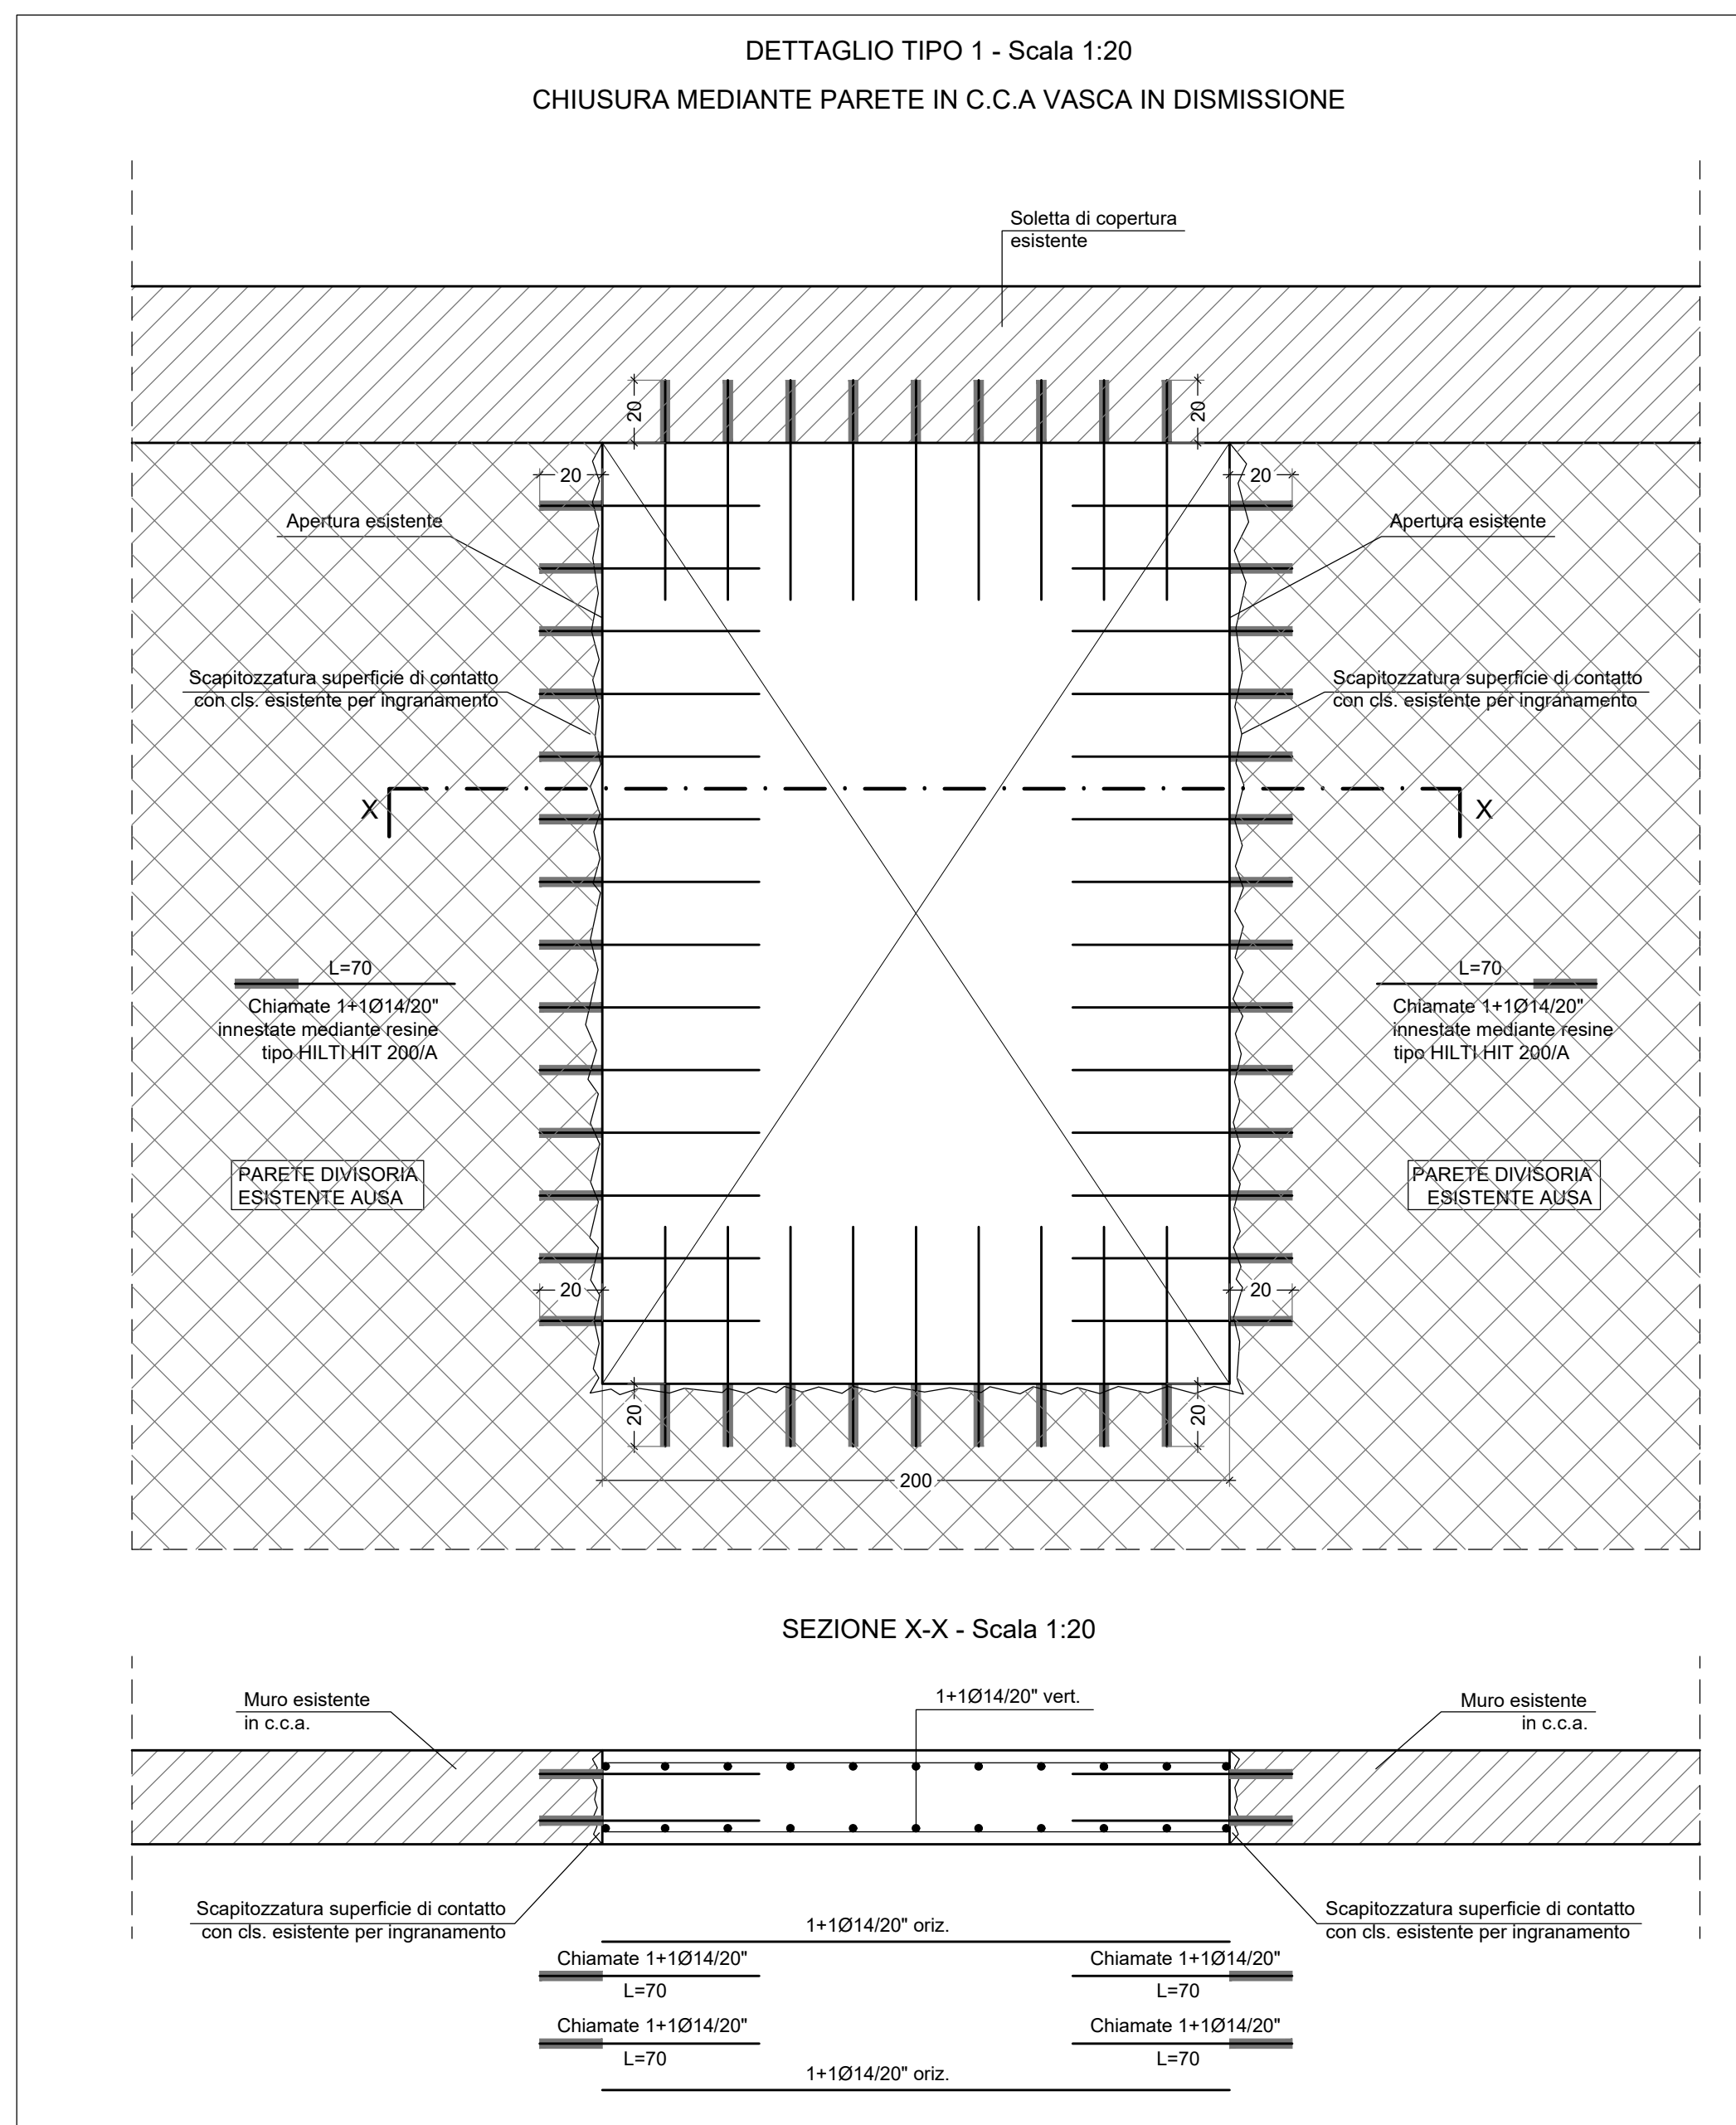 DETTAGLIO TIPO 1 - Scala 1:20
CHIUSURA MEDIANTE PARETE IN C.C.A VASCA IN DISMISSIONE
Soletta di copertura
esistente
20
20
20
20
Apertura esistente
Apertura esistente
Scapitozzatura superficie di contatto
con cls. esistente per ingranamento
Scapitozzatura superficie di contatto
con cls. esistente per ingranamento
X
X
L=70
Chiamate 1+1Ø14/20"
innestate mediante resine
tipo HILTI HIT 200/A
L=70
Chiamate 1+1Ø14/20"
innestate mediante resine
tipo HILTI HIT 200/A
PARETE DIVISORIA
ESISTENTE AUSA
PARETE DIVISORIA
ESISTENTE AUSA
20
20
20
20
200
SEZIONE X-X - Scala 1:20
Muro esistente
in c.c.a.
1+1Ø14/20" vert.
Muro esistente
in c.c.a.
Scapitozzatura superficie di contatto
con cls. esistente per ingranamento
Scapitozzatura superficie di contatto
con cls. esistente per ingranamento
1+1Ø14/20" oriz.
Chiamate 1+1Ø14/20"
L=70
Chiamate 1+1Ø14/20"
L=70
Chiamate 1+1Ø14/20"
L=70
Chiamate 1+1Ø14/20"
L=70
1+1Ø14/20" oriz.